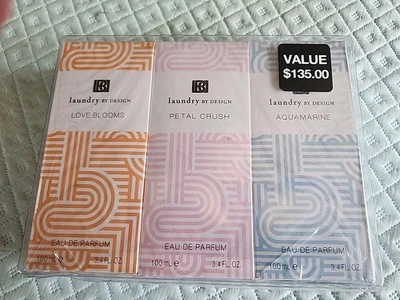 VALUE
$135.00
laundry BY DESIGN
LOVE BLOOMS
EAU DE PARFUM
100 mL e 3.4 FL. OZ
laundry BY DESIGN
PETAL CRUSH
EAU DE PARFUM
100 mL e 3.4 FL. OZ
laundry BY DESIGN
AQUAMARINE
EAU DE PARFUM
100 mL e 3.4 FL. OZ